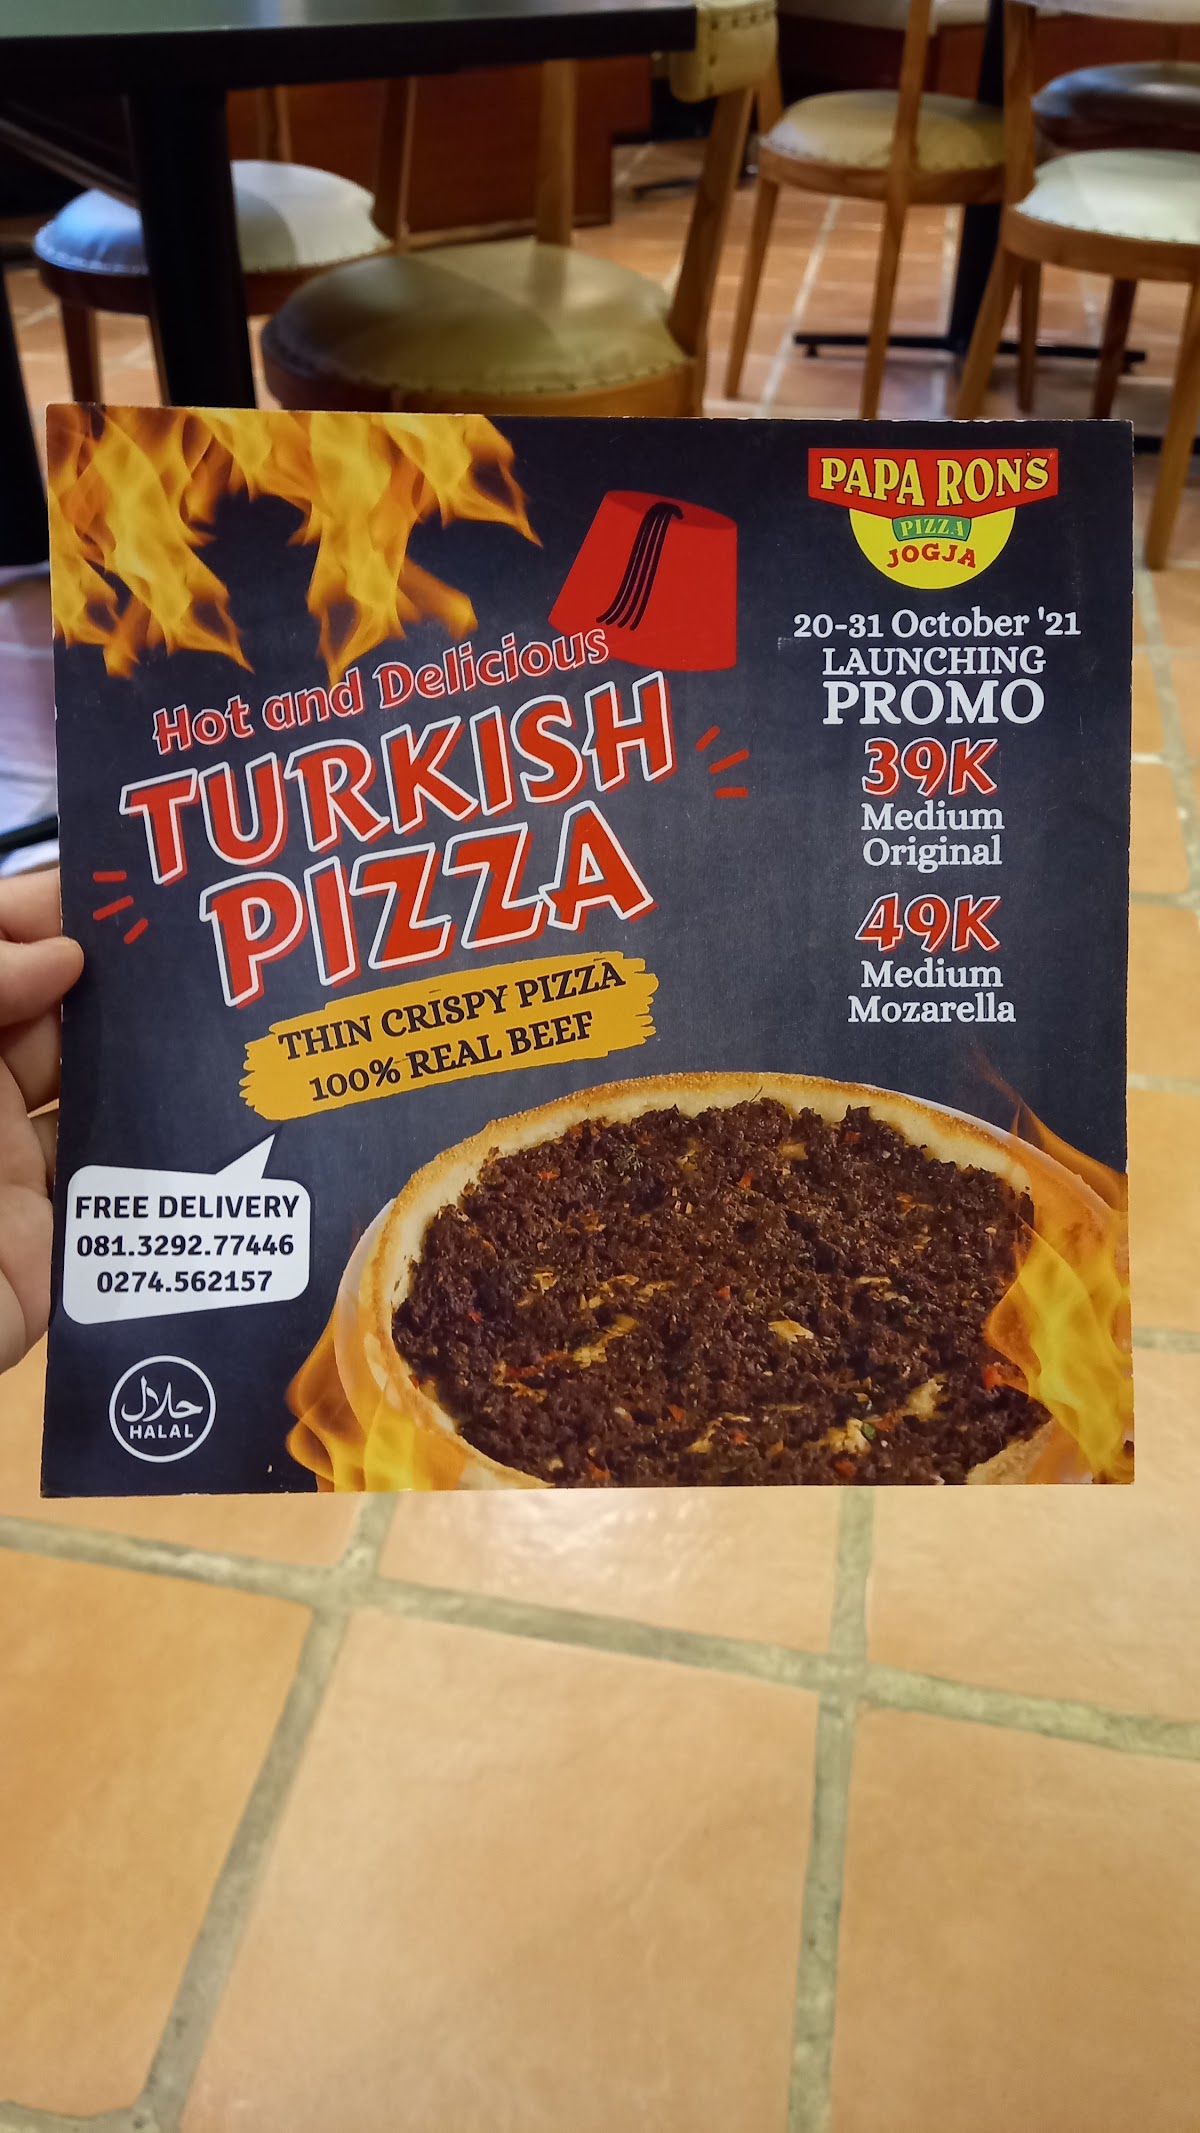 PAPA RON'S
PIZZA
JOGJA
20-31 October '21
LAUNCHING
PROMO
39K
Medium
Original
49K
Medium
Mozarella
Hot and Delicious
TURKISH
PIZZA
THIN CRISPY PIZZA
100% REAL BEEF
FREE DELIVERY
081.3292.77446
0274.562157
حلال
HALAL